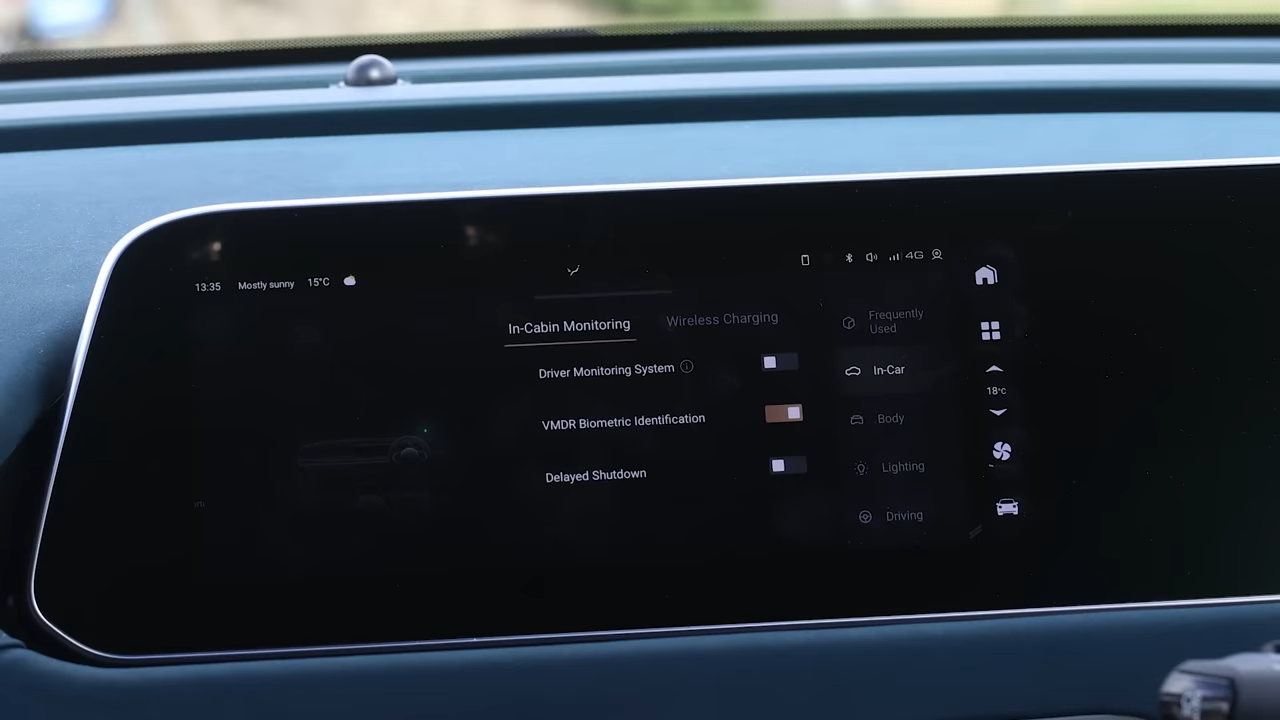 13:35 Mostly sunny 15°C
4G
In-Cabin Monitoring
Wireless Charging
Driver Monitoring System
VMDR Biometric Identification
Delayed Shutdown
Frequently
Used
In-Car
Body
Lighting
Driving
18°C